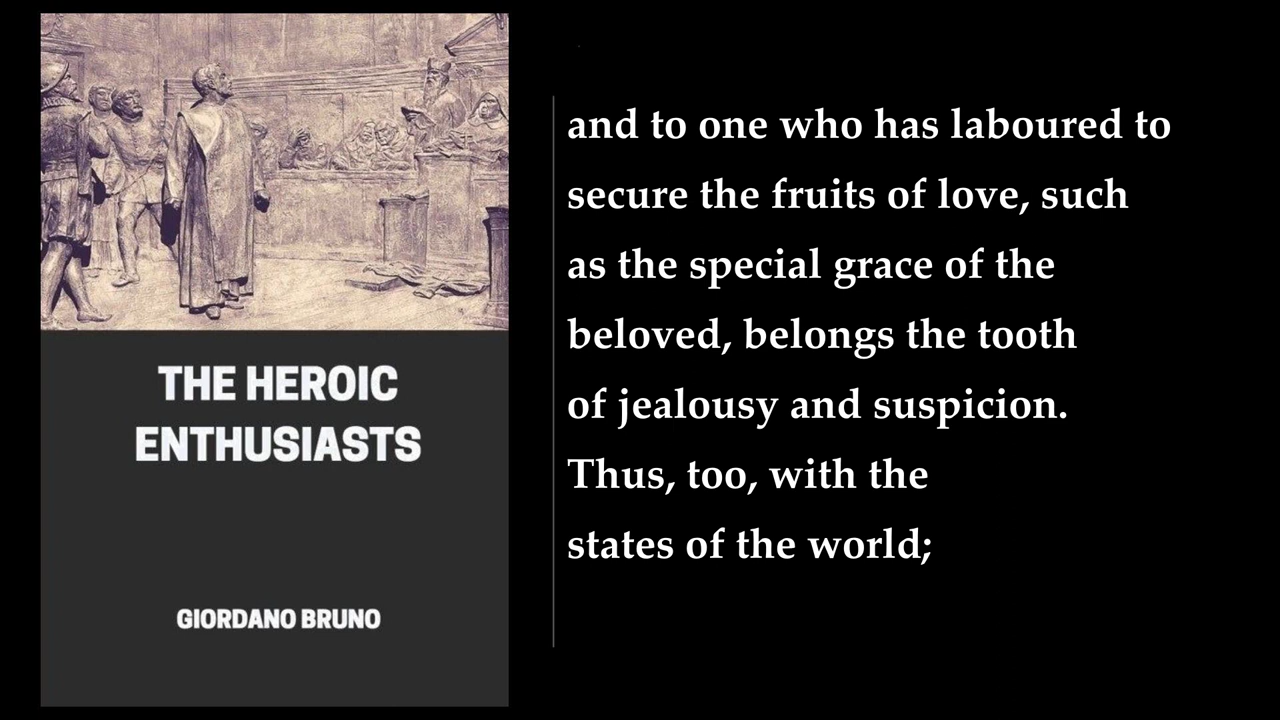 THE HEROIC
ENTHUSIASTS
GIORDANO BRUNO
and to one who has laboured to
secure the fruits of love, such
as the special grace of the
beloved, belongs the tooth
of jealousy and suspicion.
Thus, too, with the
states of the world;